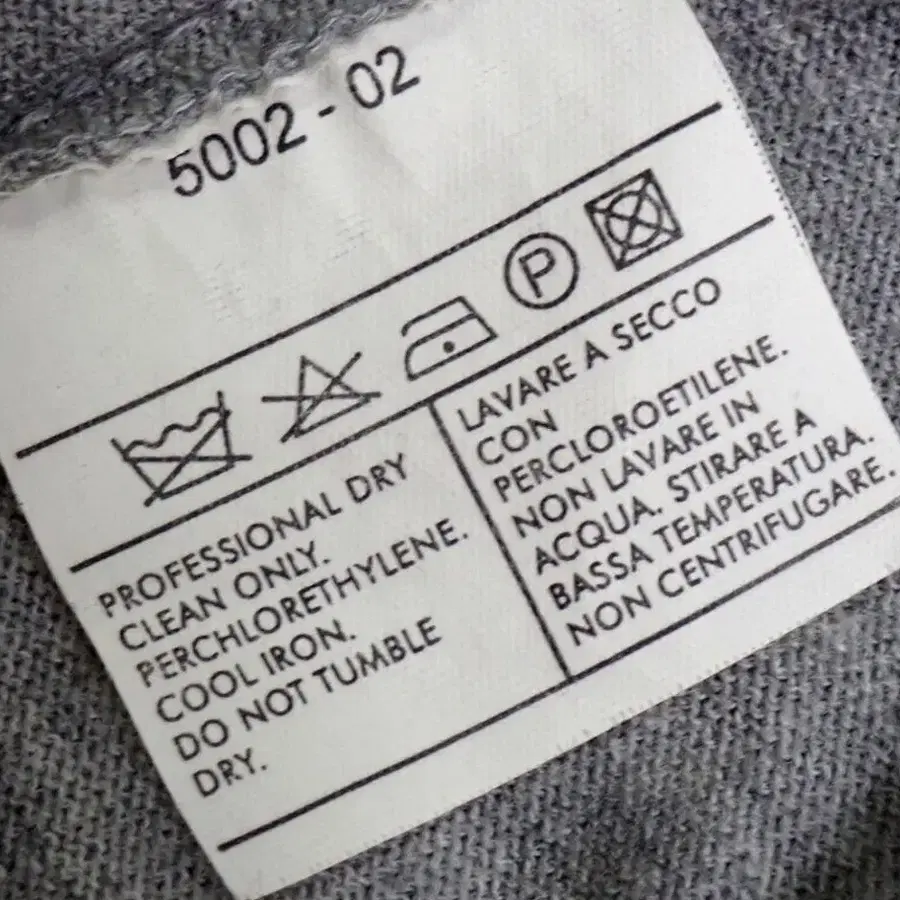 5002 - 02
P
PROFESSIONAL DRY
CLEAN ONLY.
PERCHLORETHYLENE.
COOL IRON.
DO NOT TUMBLE
DRY.
LAVARE A SECCO
CON
PERCLOROETILENE.
NON LAVARE IN
ACQUA. STIRARE A
BASSA TEMPERATURA.
NON CENTRIFUGARE.